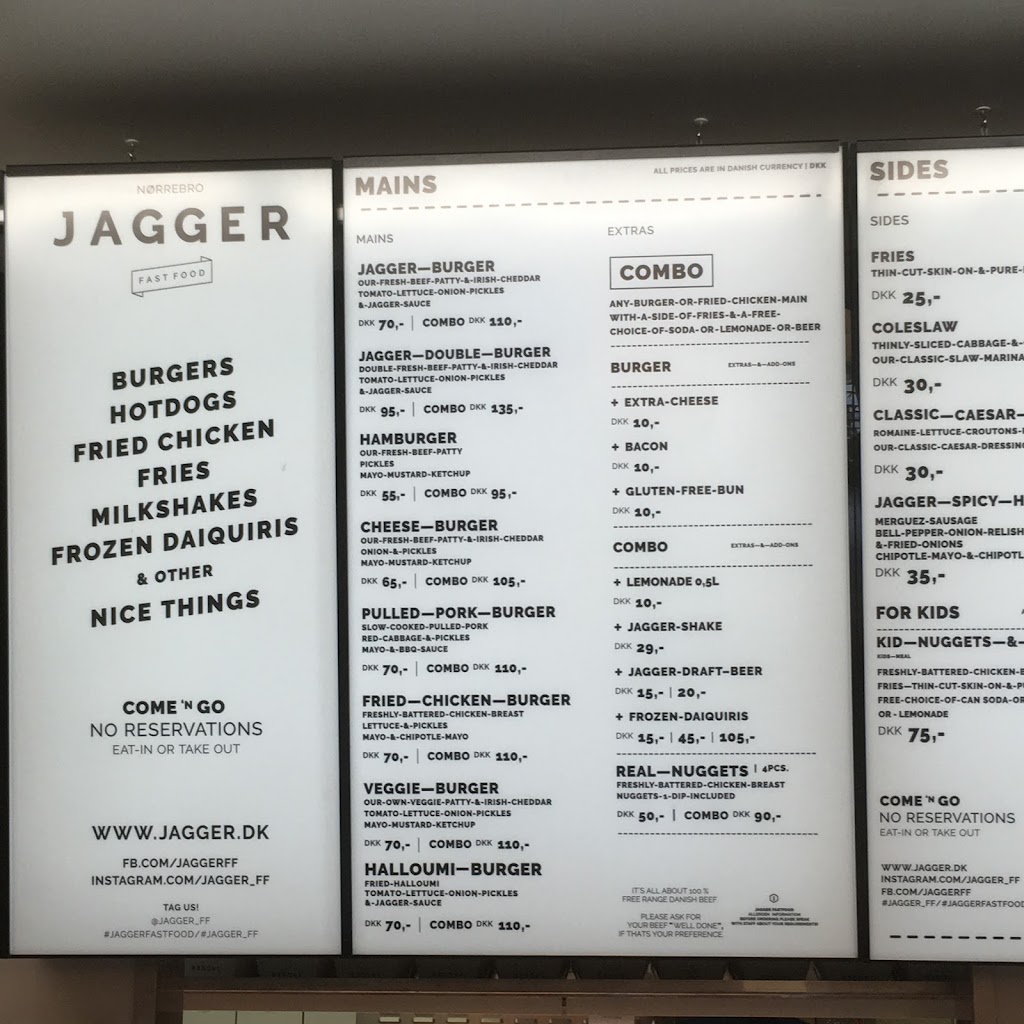 NØRREBRO
JAGGER
FAST FOOD
BURGERS
HOTDOGS
FRIED CHICKEN
FRIES
MILKSHAKES
FROZEN DAIQUIRIS
& OTHER
NICE THINGS
COME 'N GO
NO RESERVATIONS
EAT-IN OR TAKE OUT
WWW.JAGGER.DK
FB.COM/JAGGERFF
INSTAGRAM.COM/JAGGER_FF
TAG US!
@JAGGER_FF
#JAGGERFASTFOOD/#JAGGER_FF
MAINS
ALL PRICES ARE IN DANISH CURRENCY | DKK
MAINS
JAGGER—BURGER
OUR-FRESH-BEEF-PATTY-&-IRISH-CHEDDAR
TOMATO-LETTUCE-ONION-PICKLES
&-JAGGER-SAUCE
DKK 70,- | COMBO DKK 110,-
JAGGER—DOUBLE—BURGER
DOUBLE-FRESH-BEEF-PATTY-&-IRISH-CHEDDAR
TOMATO-LETTUCE-ONION-PICKLES
&-JAGGER-SAUCE
DKK 95,- | COMBO DKK 135,-
HAMBURGER
OUR-FRESH-BEEF-PATTY
PICKLES
MAYO-MUSTARD-KETCHUP
DKK 55,- | COMBO DKK 95,-
CHEESE—BURGER
OUR-FRESH-BEEF-PATTY-&-IRISH-CHEDDAR
ONION-&-PICKLES
MAYO-MUSTARD-KETCHUP
DKK 65,- | COMBO DKK 105,-
PULLED—PORK—BURGER
SLOW-COOKED-PULLED-PORK
RED-CABBAGE-&-PICKLES
MAYO-&-BBQ-SAUCE
DKK 70,- | COMBO DKK 110,-
FRIED—CHICKEN—BURGER
FRESHLY-BATTERED-CHICKEN-BREAST
LETTUCE-&-PICKLES
MAYO-&-CHIPOTLE-MAYO
DKK 70,- | COMBO DKK 110,-
VEGGIE—BURGER
OUR-OWN-VEGGIE-PATTY-&-IRISH-CHEDDAR
TOMATO-LETTUCE-ONION-PICKLES
MAYO-MUSTARD-KETCHUP
DKK 70,- | COMBO DKK 110,-
HALLOUMI—BURGER
FRIED-HALLOUMI
TOMATO-LETTUCE-ONION-PICKLES
&-JAGGER-SAUCE
DKK 70,- | COMBO DKK 110,-
EXTRAS
COMBO
ANY-BURGER-OR-FRIED-CHICKEN-MAIN
WITH-A-SIDE-OF-FRIES-&-A-FREE-
CHOICE-OF-SODA-OR-LEMONADE-OR-BEER
BURGER EXTRAS—&—ADD-ONS
+ EXTRA-CHEESE
DKK 10,-
+ BACON
DKK 10,-
+ GLUTEN-FREE-BUN
DKK 10,-
COMBO EXTRAS—&—ADD-ONS
+ LEMONADE 0,5L
DKK 10,-
+ JAGGER-SHAKE
DKK 29,-
+ JAGGER-DRAFT-BEER
DKK 15,- | 20,-
+ FROZEN-DAIQUIRIS
DKK 15,- | 45,- | 105,-
REAL—NUGGETS | 4PCS.
FRESHLY-BATTERED-CHICKEN-BREAST
NUGGETS-1-DIP-INCLUDED
DKK 50,- | COMBO DKK 90,-
IT'S ALL ABOUT 100 %
FREE RANGE DANISH BEEF.
PLEASE ASK FOR
YOUR BEEF "WELL DONE",
IF THATS YOUR PREFERENCE.
JAGGER FASTFOOD
ALLERGEN INFORMATION
BEFORE ORDERING PLEASE SPEAK
WITH STAFF ABOUT YOUR REQUIREMENTS
SIDES
SIDES
FRIES
THIN-CUT-SKIN-ON-&-PURE-
DKK 25,-
COLESLAW
THINLY-SLICED-CABBAGE-&-
OUR-CLASSIC-SLAW-MARINA
DKK 30,-
CLASSIC—CAESAR—
ROMAINE-LETTUCE-CROUTONS-
OUR-CLASSIC-CAESAR-DRESSING
DKK 30,-
JAGGER—SPICY—H
MERGUEZ-SAUSAGE
BELL-PEPPER-ONION-RELISH
&-FRIED-ONIONS
CHIPOTLE-MAYO-&-CHIPOTL
DKK 35,-
FOR KIDS
KID—NUGGETS—&-
KIDS—MEAL
FRESHLY-BATTERED-CHICKEN-B
FRIES—THIN-CUT-SKIN-ON-&-PU
FREE-CHOICE-OF-CAN SODA-OR
OR - LEMONADE
DKK 75,-
COME 'N GO
NO RESERVATIONS
EAT-IN OR TAKE OUT
WWW.JAGGER.DK
INSTAGRAM.COM/JAGGER_FF
FB.COM/JAGGERFF
#JAGGER_FF/#JAGGERFASTFOOD